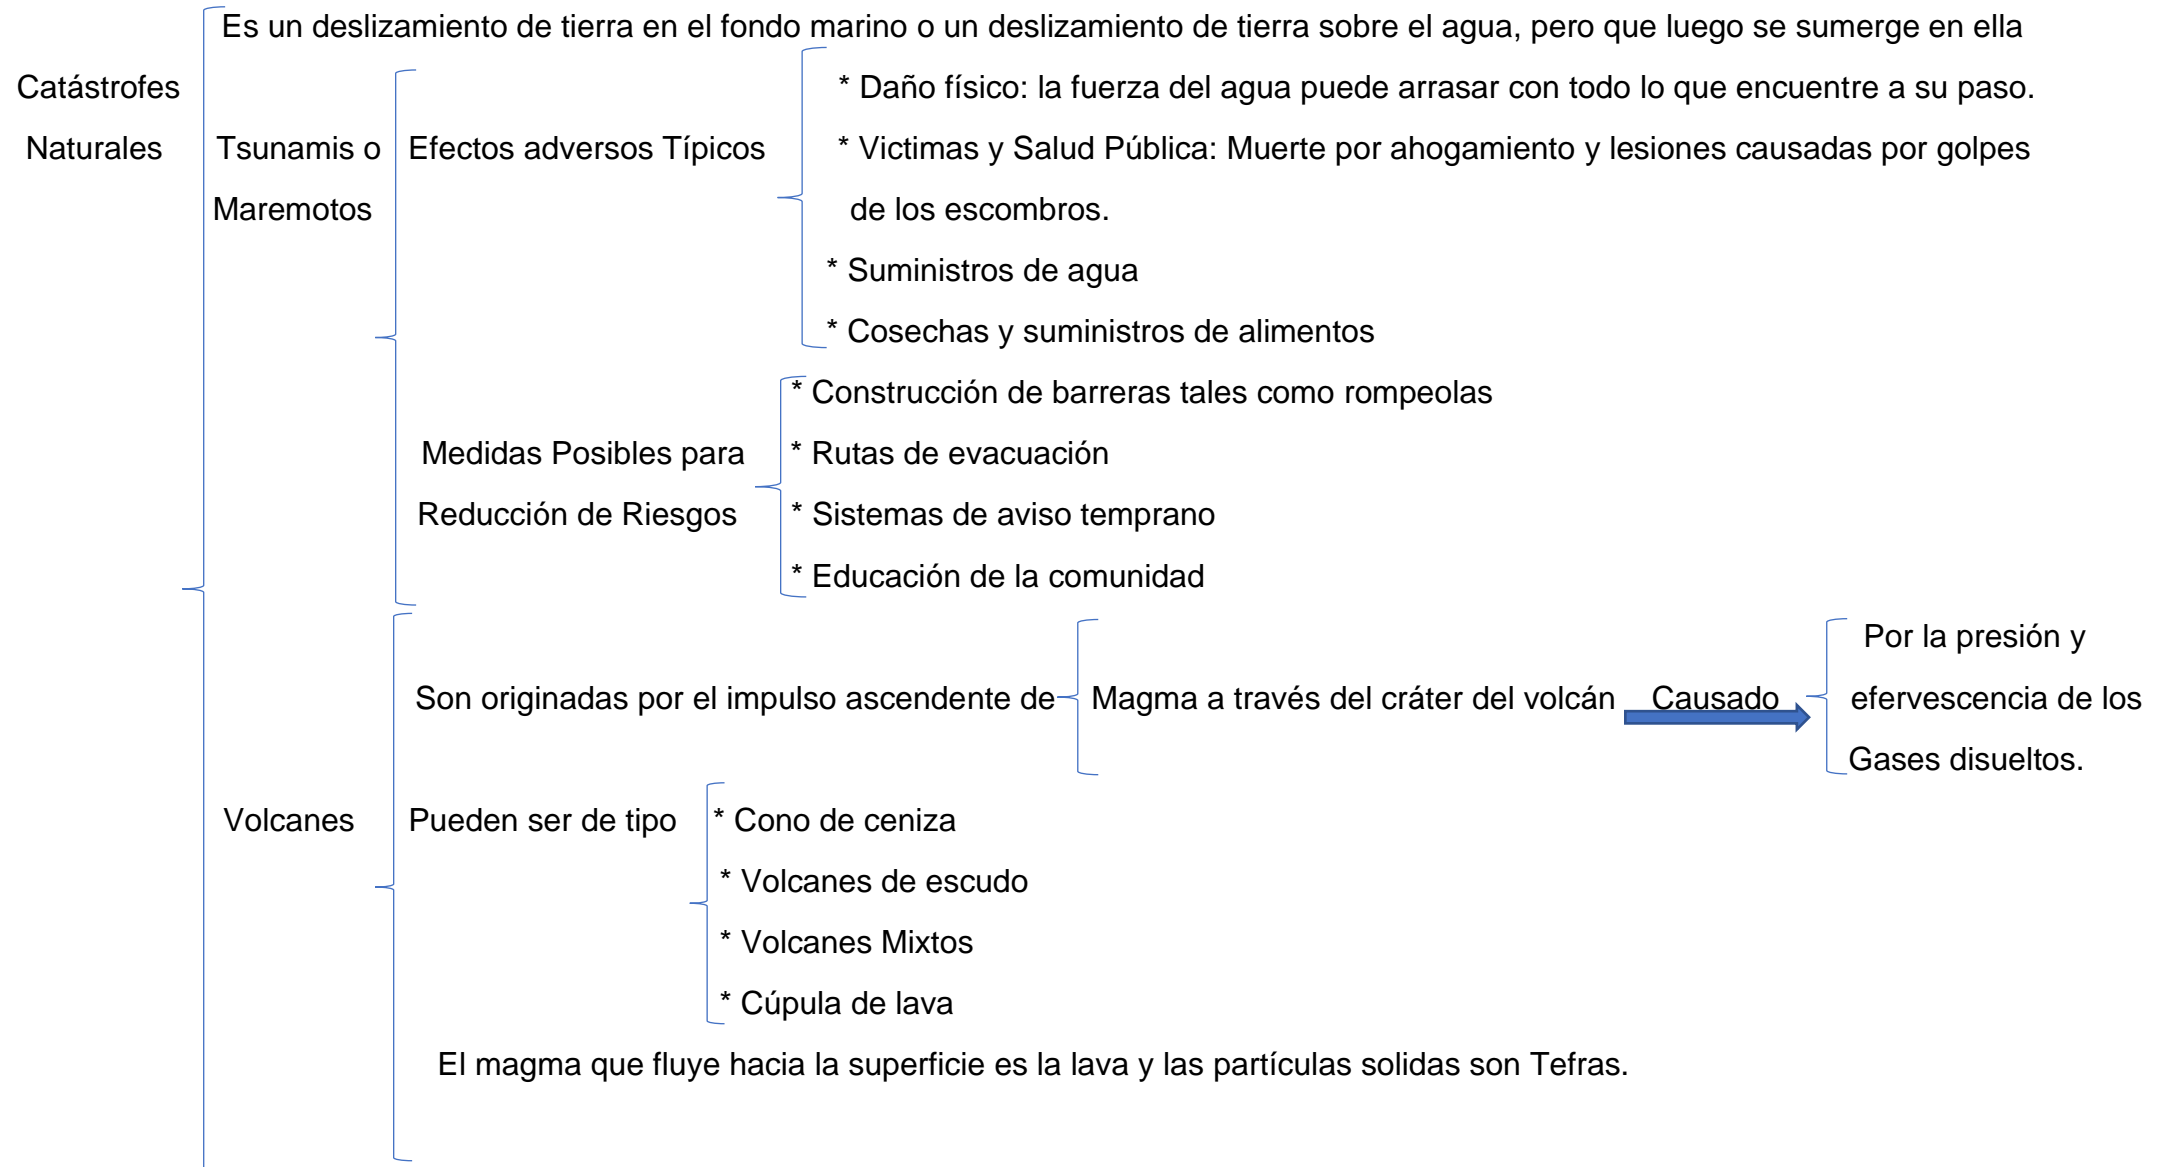 Es un deslizamiento de tierra en el fondo marino o un deslizamiento de tierra sobre el agua, pero que luego se sumerge en ella
Catástrofes
Naturales
Tsunamis o
Maremotos
Efectos adversos Típicos
* Daño físico: la fuerza del agua puede arrasar con todo lo que encuentre a su paso.
* Victimas y Salud Pública: Muerte por ahogamiento y lesiones causadas por golpes
de los escombros.
* Suministros de agua
* Cosechas y suministros de alimentos
Medidas Posibles para
Reducción de Riesgos
* Construcción de barreras tales como rompeolas
* Rutas de evacuación
* Sistemas de aviso temprano
* Educación de la comunidad
Volcanes
Son originadas por el impulso ascendente de
Magma a través del cráter del volcán
Causado
Por la presión y
efervescencia de los
Gases disueltos.
Pueden ser de tipo
* Cono de ceniza
* Volcanes de escudo
* Volcanes Mixtos
* Cúpula de lava
El magma que fluye hacia la superficie es la lava y las partículas solidas son Tefras.